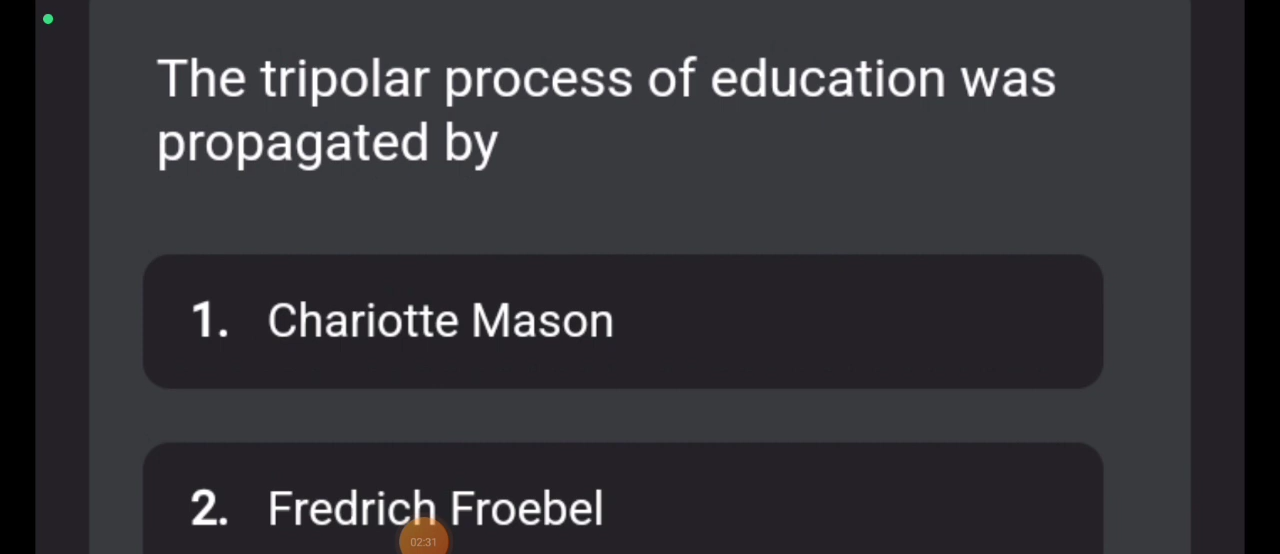 The tripolar process of education was
propagated by
1. Chariotte Mason
2. Fredrich Froebel
02:31